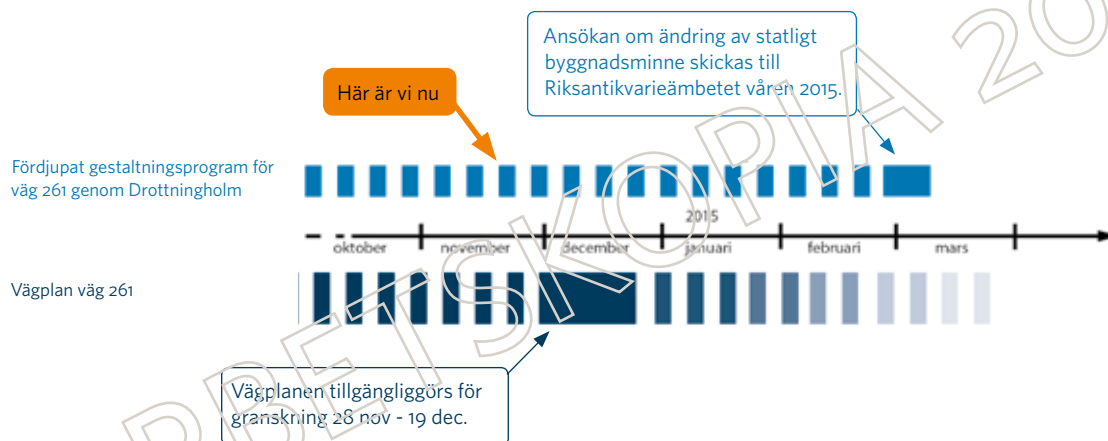 Ansökan om ändring av statligt
byggnadsminne skickas till
Riksantikvarieämbetet våren 2015.
Här är vi nu
Fördjupat gestaltningsprogram för
väg 261 genom Drottningholm
2015
oktober november december januari februari mars
Vägplan väg 261
Vägplanen tillgängliggörs för
granskning 28 nov - 19 dec.